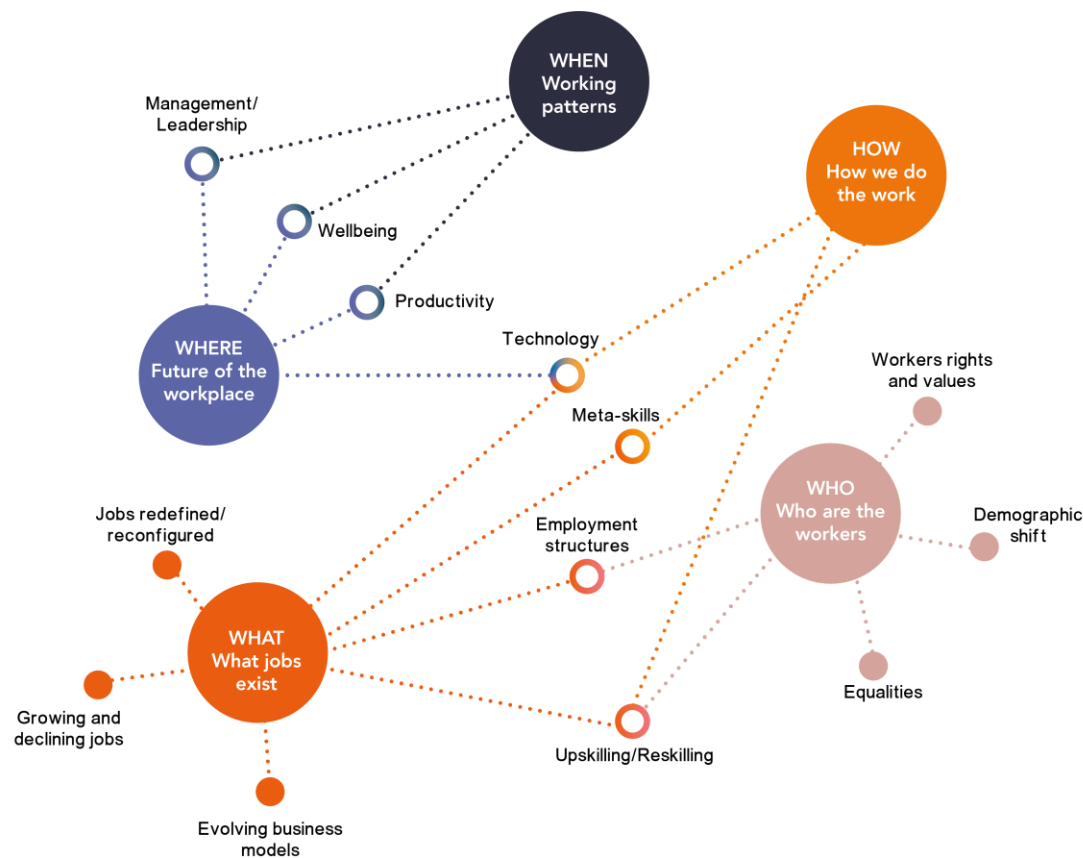 WHEN
Working
patterns
Management/
Leadership
HOW
How we do
the work
Wellbeing
Productivity
WHERE
Future of the
workplace
Technology
Workers rights
and values
Meta-skills
WHO
Who are the
workers
Jobs redefined/
reconfigured
Employment
structures
Demographic
shift
WHAT
What jobs
exist
Equalities
Growing and
declining jobs
Upskilling/Reskilling
Evolving business
models